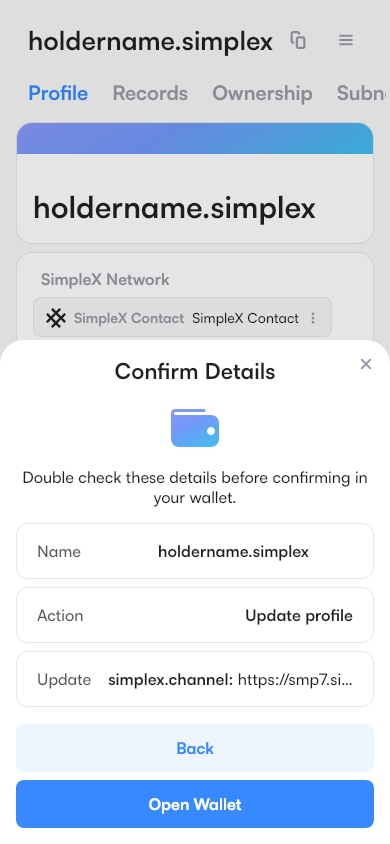 holdername.simplex
Profile Records Ownership Subn
holdername.simplex
SimpleX Network
SimpleX Contact SimpleX Contact
Confirm Details
Double check these details before confirming in
your wallet.
Name holdername.simplex
Action Update profile
Update simplex.channel: https://smp7.si...
Back
Open Wallet